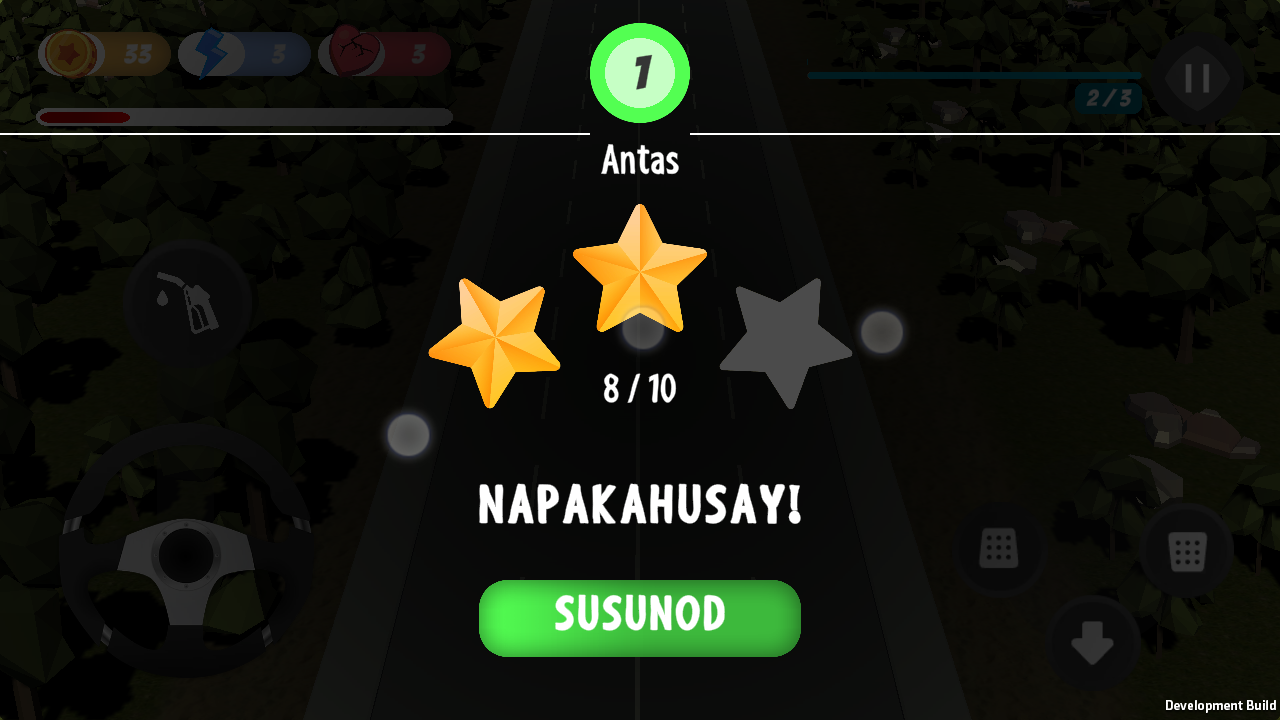 33
3
3
1
2/3
Antas
8 / 10
NAPAKAHUSAY!
SUSUNOD
Development Build